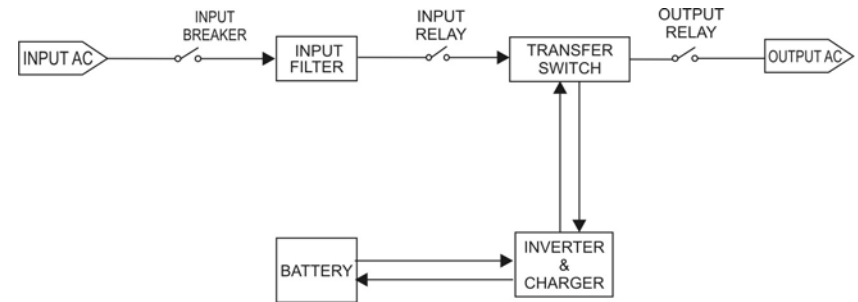 INPUT
BREAKER
INPUT
RELAY
OUTPUT
RELAY
INPUT AC
INPUT
FILTER
TRANSFER
SWITCH
OUTPUT AC
BATTERY
INVERTER
&
CHARGER